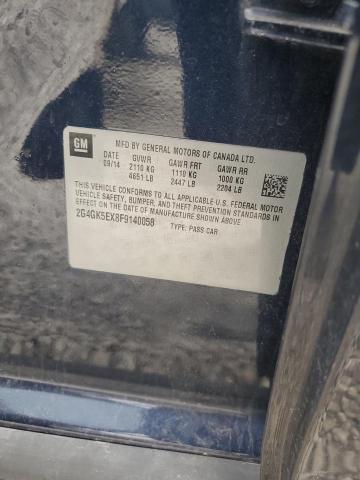 GM
MFD BY GENERAL MOTORS OF CANADA LTD.
DATE GVWR GAWR FRT GAWR RR
09/14 2110 KG 1110 KG 1000 KG
4651 LB 2447 LB 2204 LB
THIS VEHICLE CONFORMS TO ALL APPLICABLE U.S. FEDERAL MOTOR
VEHICLE SAFETY, BUMPER, AND THEFT PREVENTION STANDARDS
IN EFFECT ON THE DATE OF MANUFACTURE SHOWN ABOVE.
2G4GK5EX8F9140058 TYPE: PASS CAR